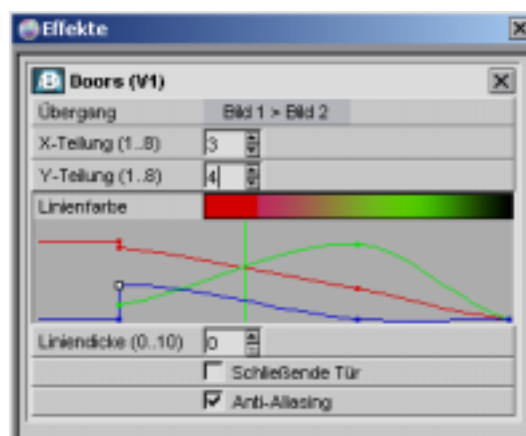 Effekte
Doors (V1)
Übergang Bild 1 > Bild 2
X-Teilung (1..8) 3
Y-Teilung (1..8) 4
Linienfarbe
Liniendicke (0..10) 0
Schließende Tür
Anti-Aliasing